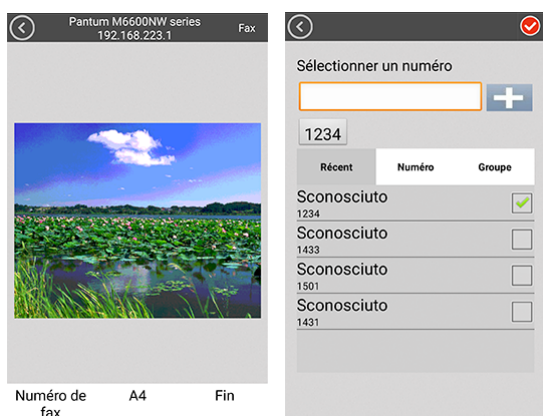 Pantum M6600NW series
192.168.223.1
Fax
Numéro de
fax
A4
Fin
Sélectionner un numéro
1234
Récent
Numéro
Groupe
Sconosciuto
1234
Sconosciuto
1433
Sconosciuto
1501
Sconosciuto
1431